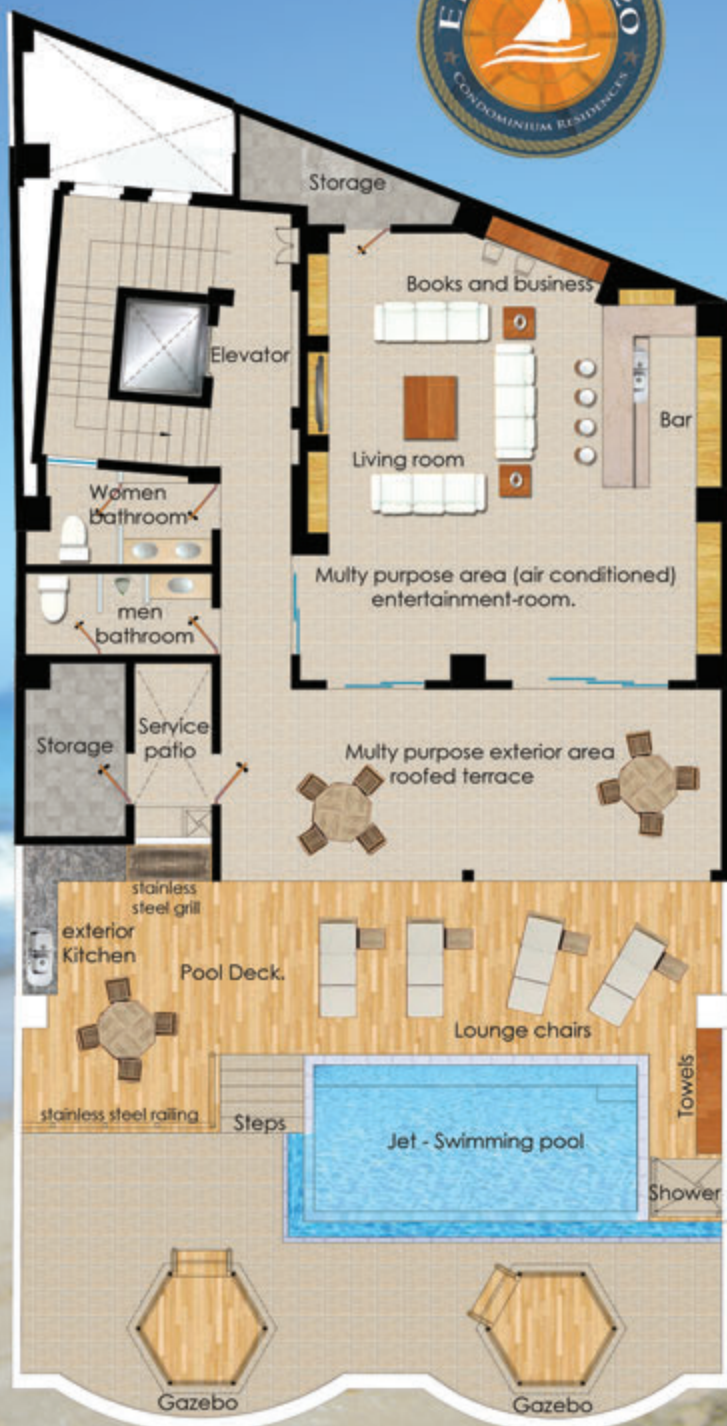 CONDOMINIUM RESIDENCES
Storage
Books and business
Elevator
Bar
Living room
Women
bathroom
Multy purpose area (air conditioned)
entertainment-room.
men
bathroom
Storage
Service
patio
Multy purpose exterior area
roofed terrace
stainless
steel grill
exterior
Kitchen
Pool Deck.
Lounge chairs
Towels
stainless steel railing
Steps
Jet - Swimming pool
Shower
Gazebo
Gazebo